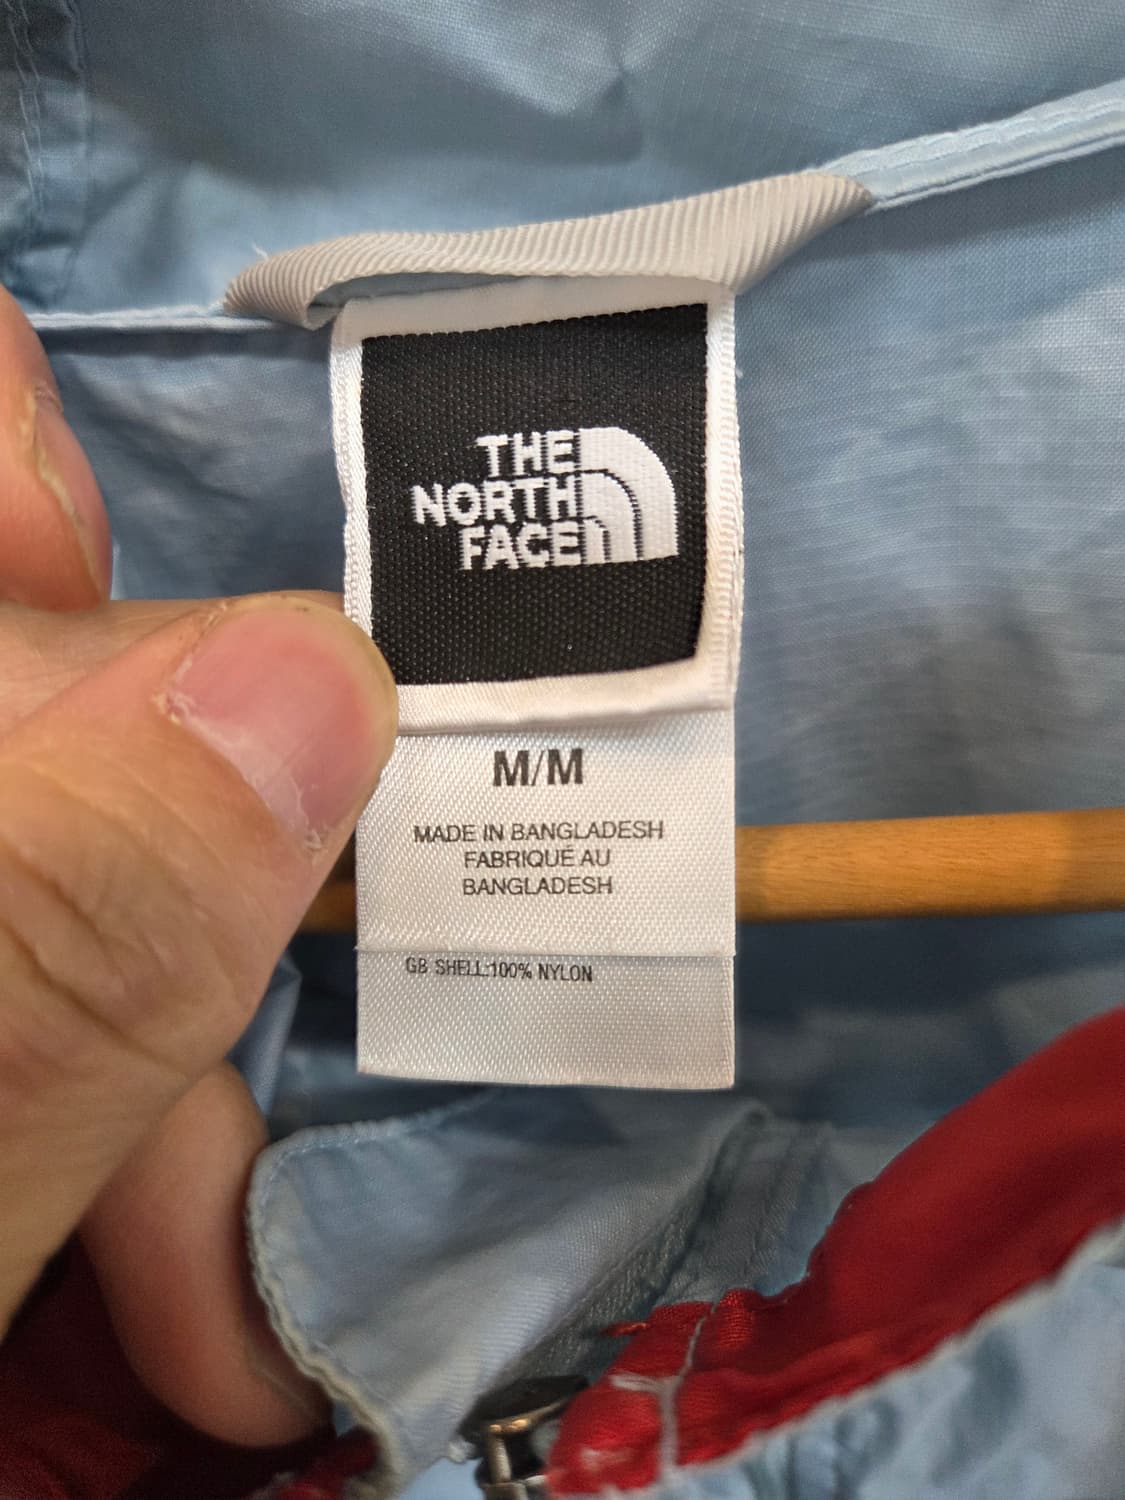 THE
NORTH
FACE
M/M
MADE IN BANGLADESH
FABRIQUÉ AU
BANGLADESH
GB SHELL:100% NYLON